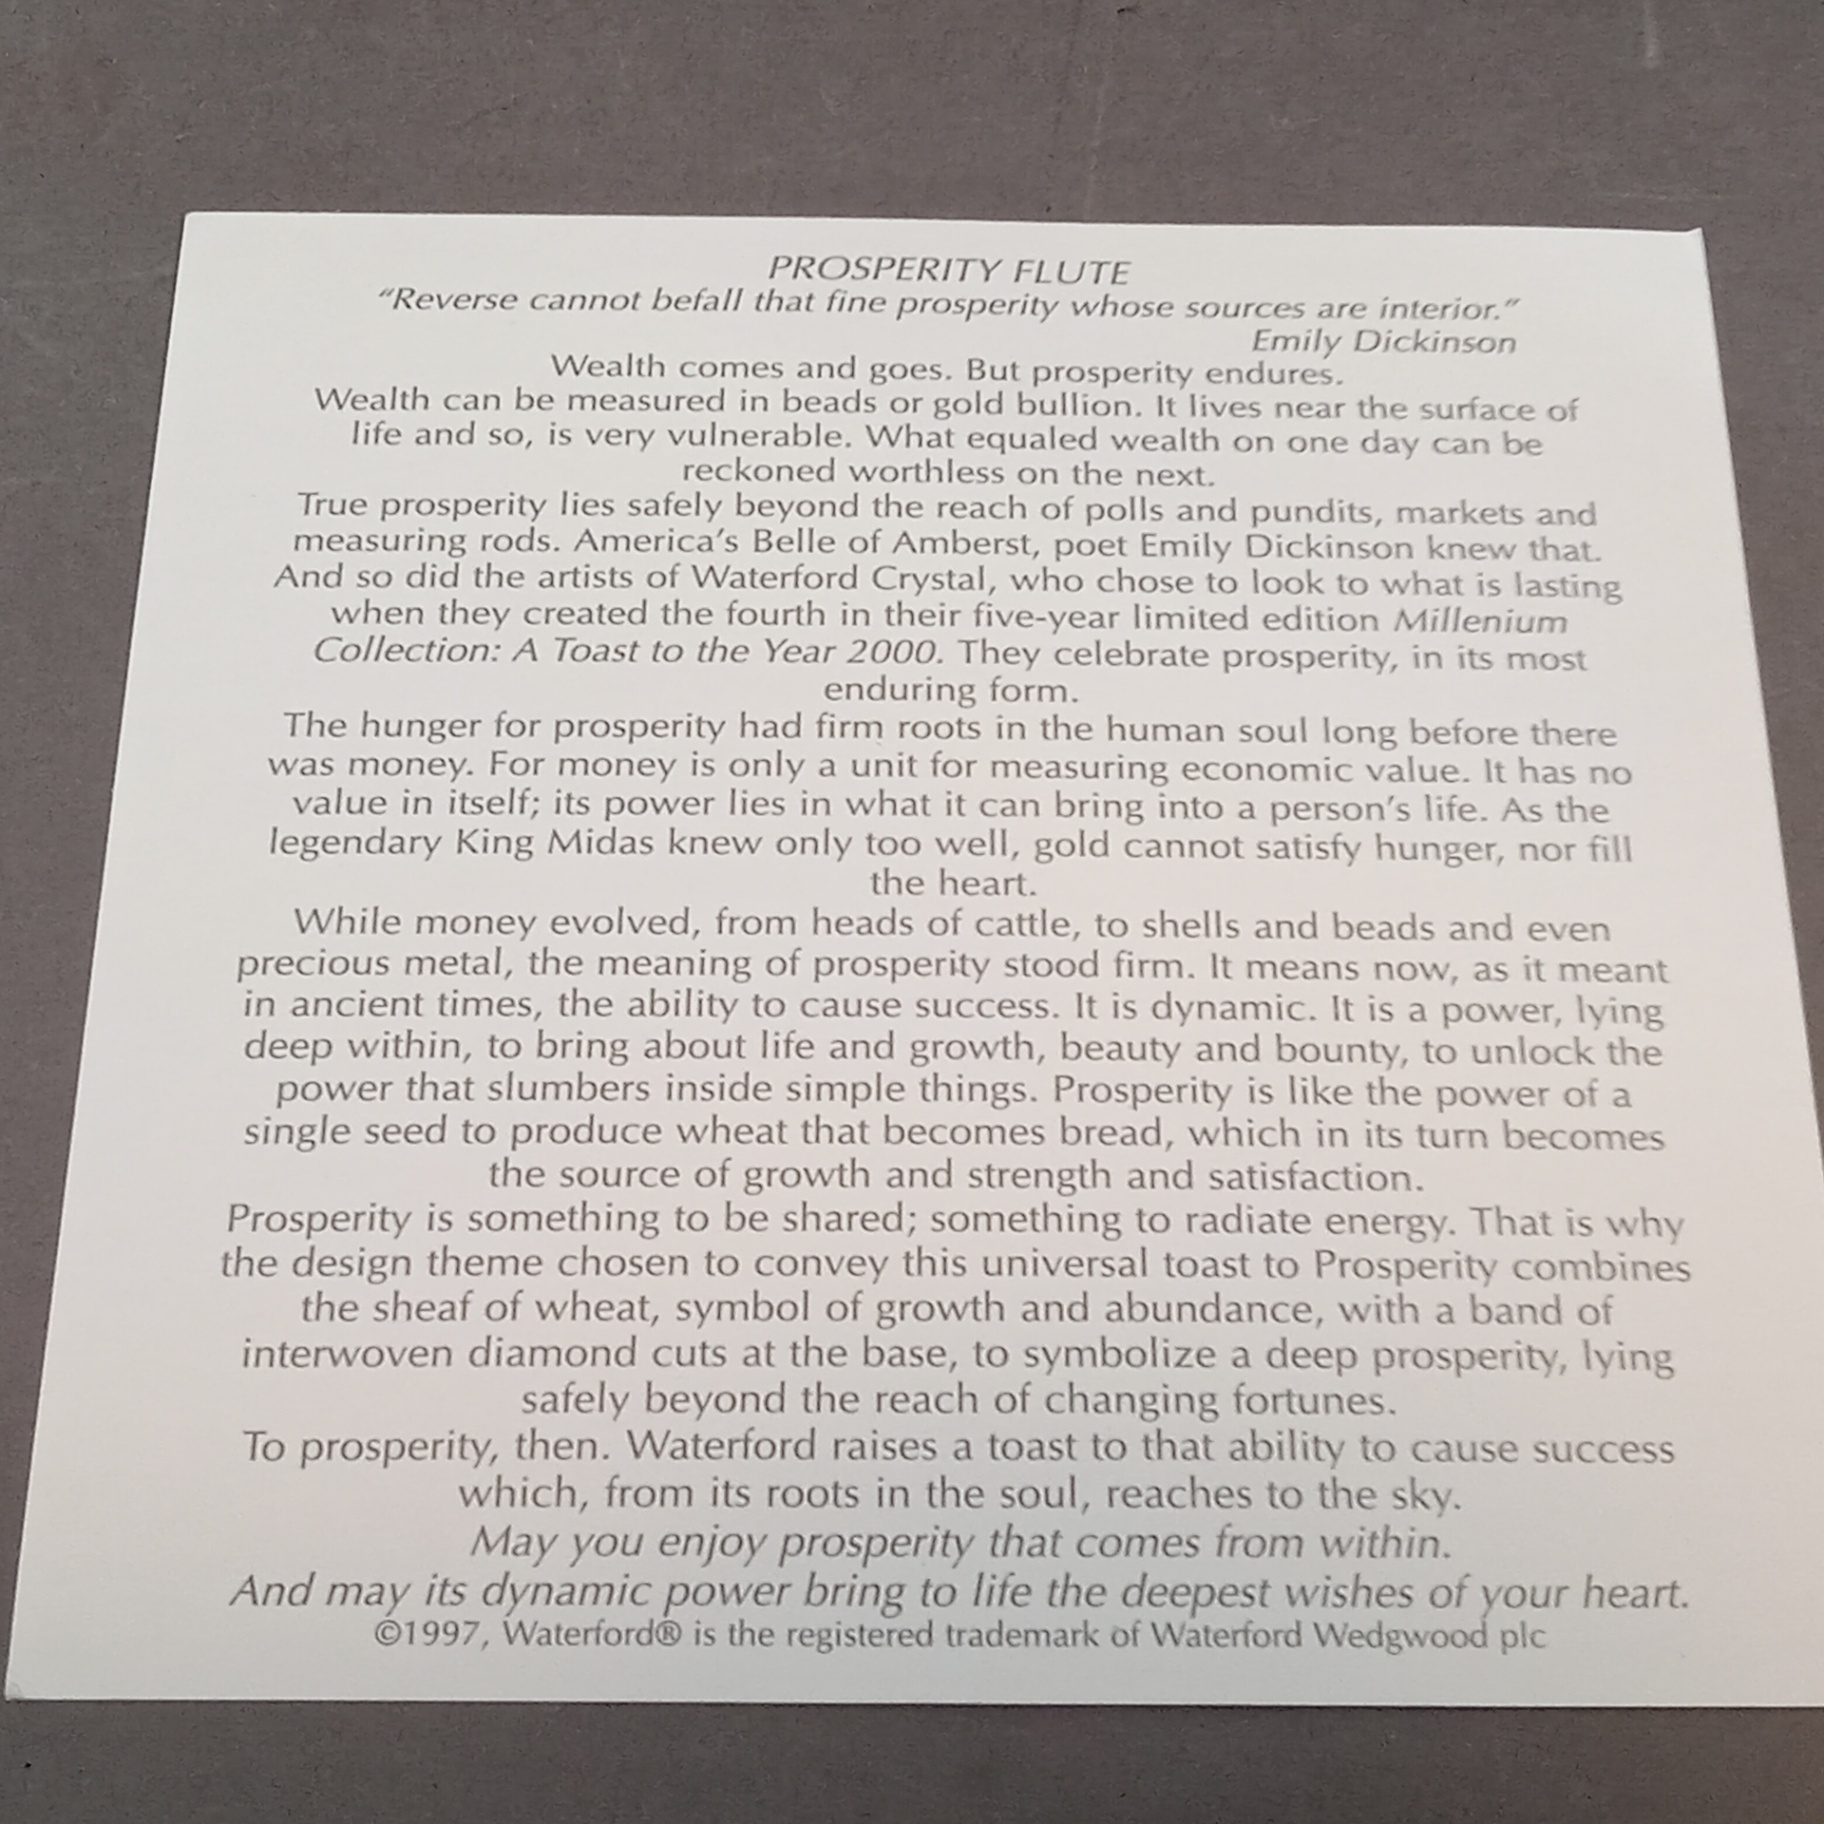 PROSPERITY FLUTE
“Reverse cannot befall that fine prosperity whose sources are interior.”
Emily Dickinson
Wealth comes and goes. But prosperity endures.
Wealth can be measured in beads or gold bullion. It lives near the surface of
life and so, is very vulnerable. What equaled wealth on one day can be
reckoned worthless on the next.
True prosperity lies safely beyond the reach of polls and pundits, markets and
measuring rods. America’s Belle of Amberst, poet Emily Dickinson knew that.
And so did the artists of Waterford Crystal, who chose to look to what is lasting
when they created the fourth in their five-year limited edition Millenium
Collection: A Toast to the Year 2000. They celebrate prosperity, in its most
enduring form.
The hunger for prosperity had firm roots in the human soul long before there
was money. For money is only a unit for measuring economic value. It has no
value in itself; its power lies in what it can bring into a person’s life. As the
legendary King Midas knew only too well, gold cannot satisfy hunger, nor fill
the heart.
While money evolved, from heads of cattle, to shells and beads and even
precious metal, the meaning of prosperity stood firm. It means now, as it meant
in ancient times, the ability to cause success. It is dynamic. It is a power, lying
deep within, to bring about life and growth, beauty and bounty, to unlock the
power that slumbers inside simple things. Prosperity is like the power of a
single seed to produce wheat that becomes bread, which in its turn becomes
the source of growth and strength and satisfaction.
Prosperity is something to be shared; something to radiate energy. That is why
the design theme chosen to convey this universal toast to Prosperity combines
the sheaf of wheat, symbol of growth and abundance, with a band of
interwoven diamond cuts at the base, to symbolize a deep prosperity, lying
safely beyond the reach of changing fortunes.
To prosperity, then. Waterford raises a toast to that ability to cause success
which, from its roots in the soul, reaches to the sky.
May you enjoy prosperity that comes from within.
And may its dynamic power bring to life the deepest wishes of your heart.
©1997, Waterford® is the registered trademark of Waterford Wedgwood plc